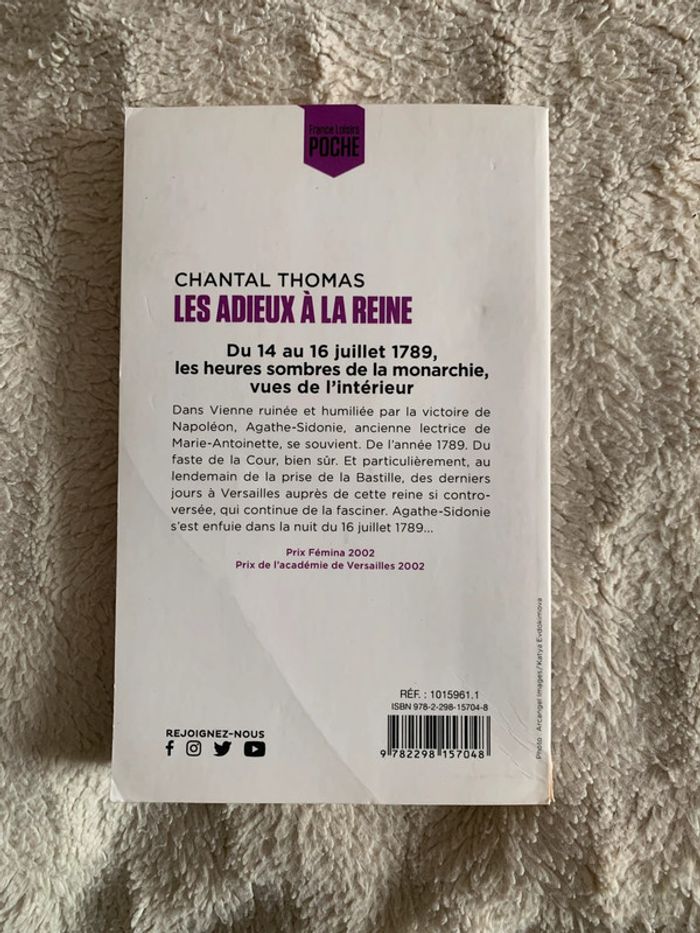 France Loisirs
POCHE
CHANTAL THOMAS
LES ADIEUX À LA REINE
Du 14 au 16 juillet 1789,
les heures sombres de la monarchie,
vues de l'intérieur
Dans Vienne ruinée et humiliée par la victoire de
Napoléon, Agathe-Sidonie, ancienne lectrice de
Marie-Antoinette, se souvient. De l'année 1789. Du
faste de la Cour, bien sûr. Et particulièrement, au
lendemain de la prise de la Bastille, des derniers
jours à Versailles auprès de cette reine si contro-
versée, qui continue de la fasciner. Agathe-Sidonie
s'est enfuie dans la nuit du 16 juillet 1789...
Prix Fémina 2002
Prix de l'académie de Versailles 2002
Photo : Arcangel Images/Katya Evdokimova
RÉF. : 1015961.1
ISBN 978-2-298-15704-8
9 782298 157048
REJOIGNEZ-NOUS